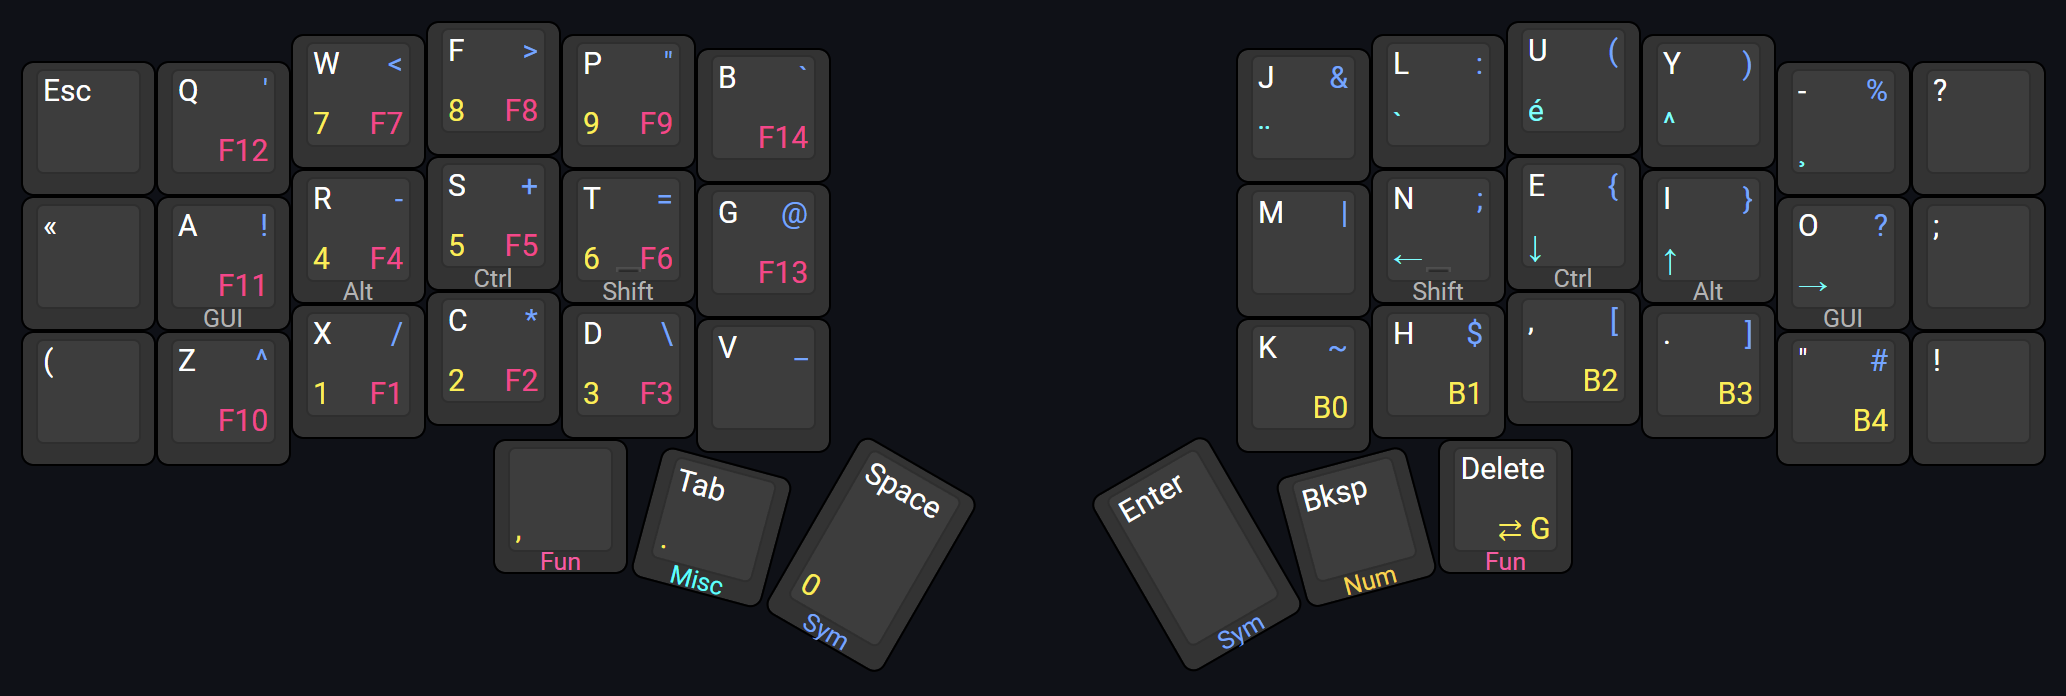 Esc
Q '
F12
W <
7 F7
F >
8 F8
P "
9 F9
B `
F14
J &
¨
L :
`
U (
é
Y )
^
- %
¸
?
«
A !
F11
GUI
R -
4 F4
Alt
S +
5 F5
Ctrl
T =
6 F6
Shift
G @
F13
M |
N ;
←
Shift
E {
↓
Ctrl
I }
↑
Alt
O ?
→
GUI
;
(
Z ^
F10
X /
1 F1
C *
2 F2
D \
3 F3
V _
K ~
B0
H $
B1
, [
B2
. ]
B3
" #
B4
!
,
Fun
Tab
.
Misc
Space
0
Sym
Enter
Sym
Bksp
Num
Delete
⇄ G
Fun